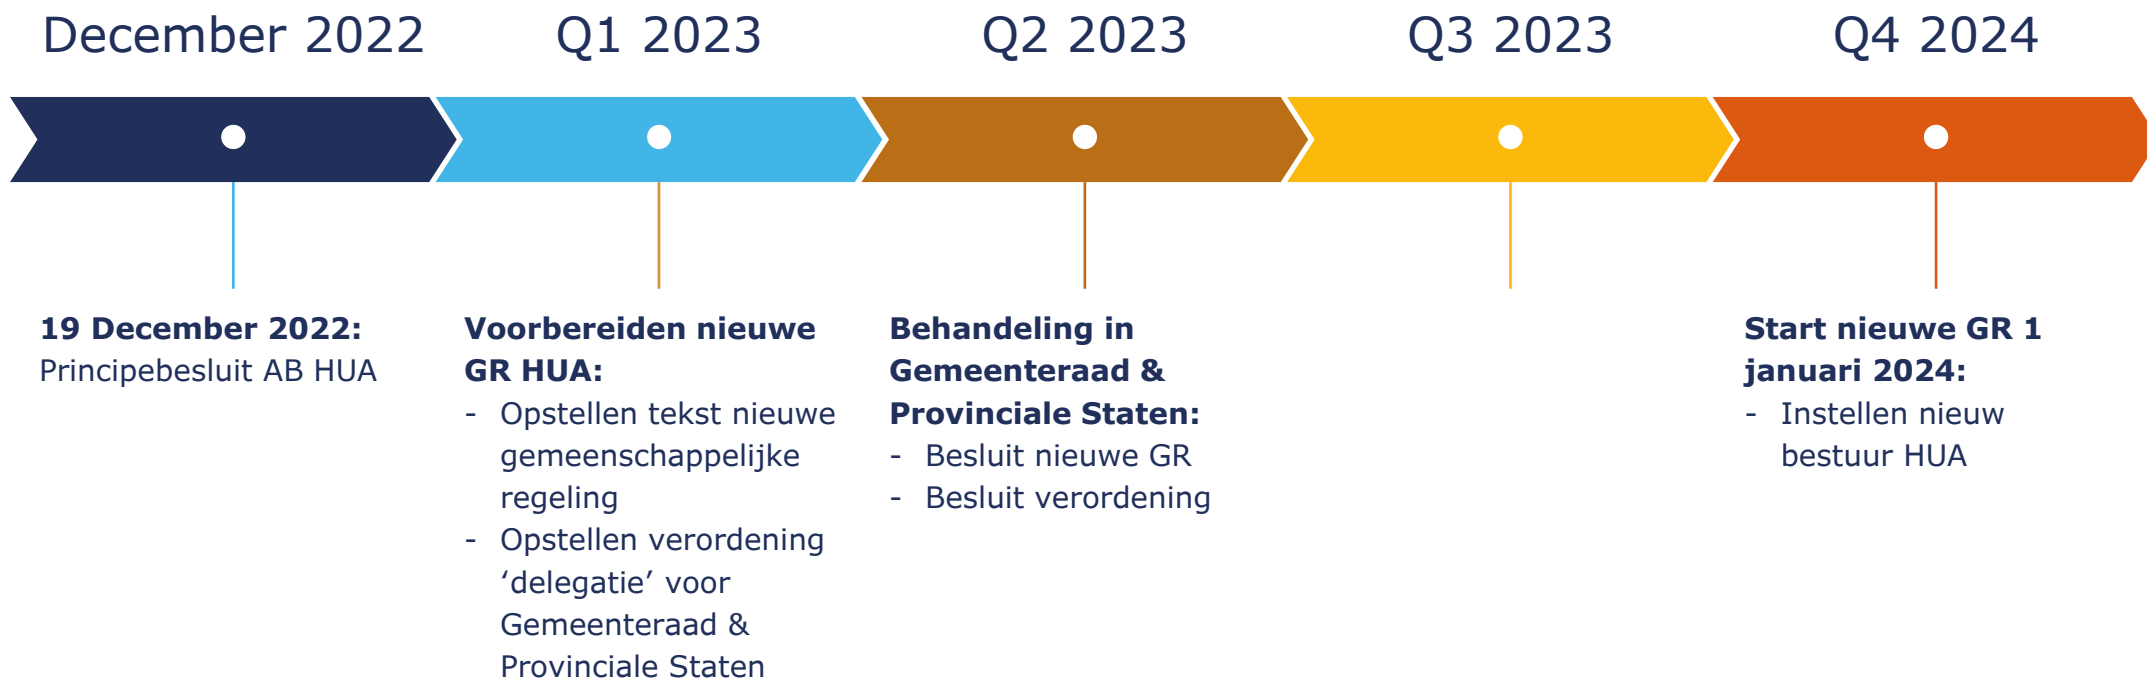 December 2022
Q1 2023
Q2 2023
Q3 2023
Q4 2024
19 December 2022:
Principebesluit AB HUA
Voorbereiden nieuwe
GR HUA:
- Opstellen tekst nieuwe
gemeenschappelijke
regeling
- Opstellen verordening
‘delegatie’ voor
Gemeenteraad &
Provinciale Staten
Behandeling in
Gemeenteraad &
Provinciale Staten:
- Besluit nieuwe GR
- Besluit verordening
Start nieuwe GR 1
januari 2024:
- Instellen nieuw
bestuur HUA